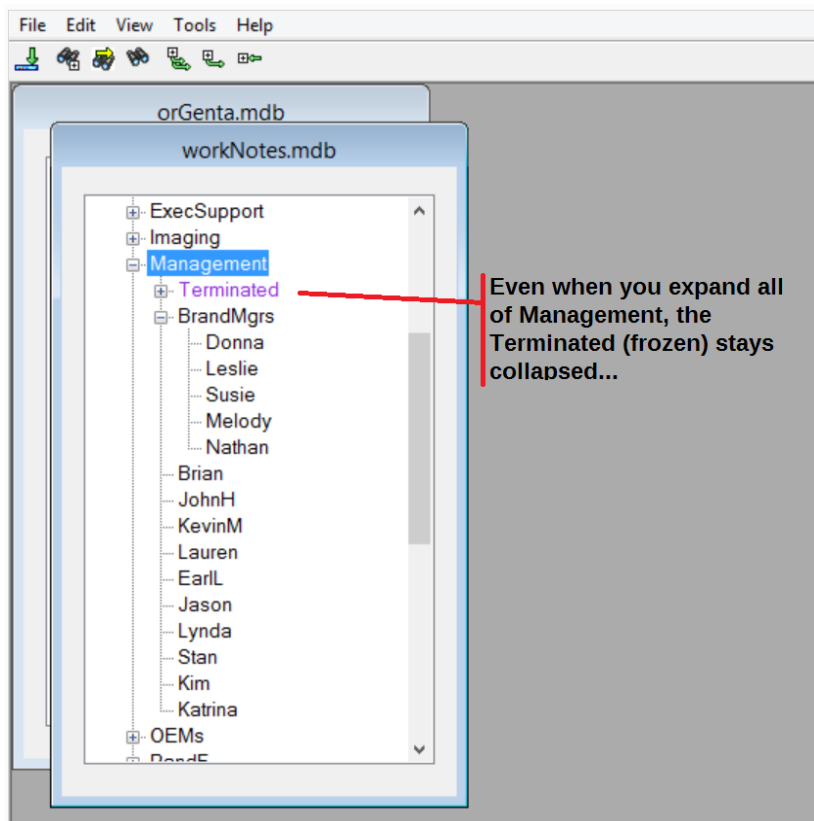 File Edit View Tools Help
orGenta.mdb
workNotes.mdb
ExecSupport
Imaging
Management
Terminated
BrandMgrs
Donna
Leslie
Susie
Melody
Nathan
Brian
JohnH
KevinM
Lauren
EarlL
Jason
Lynda
Stan
Kim
Katrina
OEMs
Even when you expand all
of Management, the
Terminated (frozen) stays
collapsed...